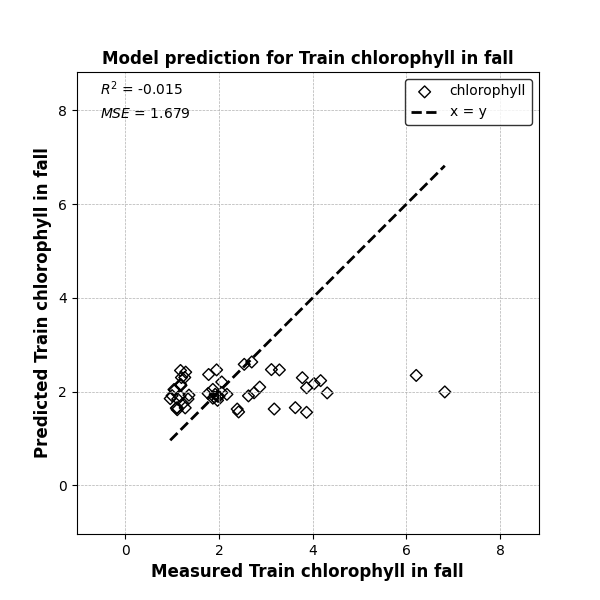 Model prediction for Train chlorophyll in fall
R² = -0.015
MSE = 1.679
chlorophyll
x = y
8
6
4
2
0
Predicted Train chlorophyll in fall
0 2 4 6 8
Measured Train chlorophyll in fall